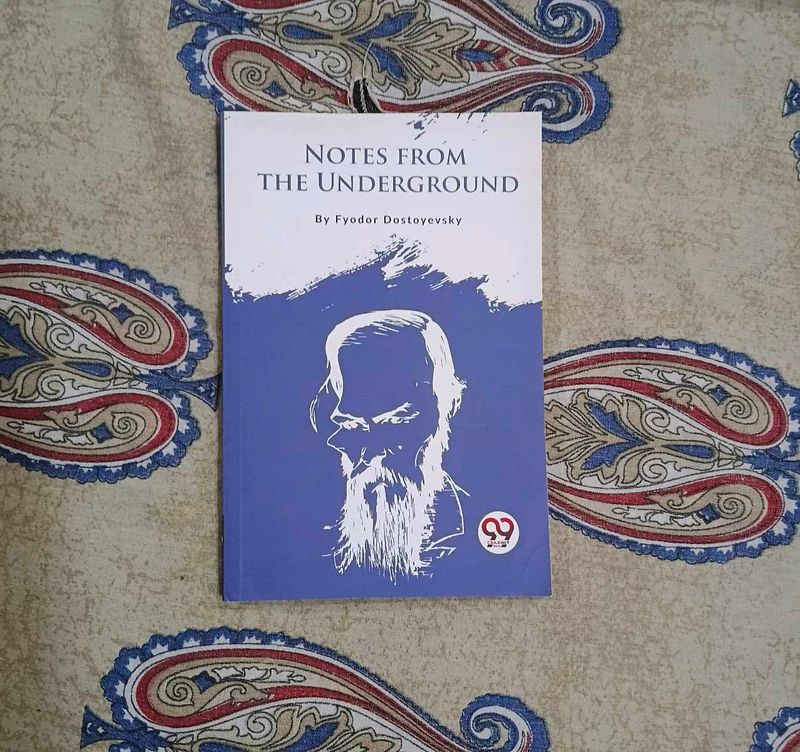 NOTES FROM
THE UNDERGROUND
By Fyodor Dostoyevsky